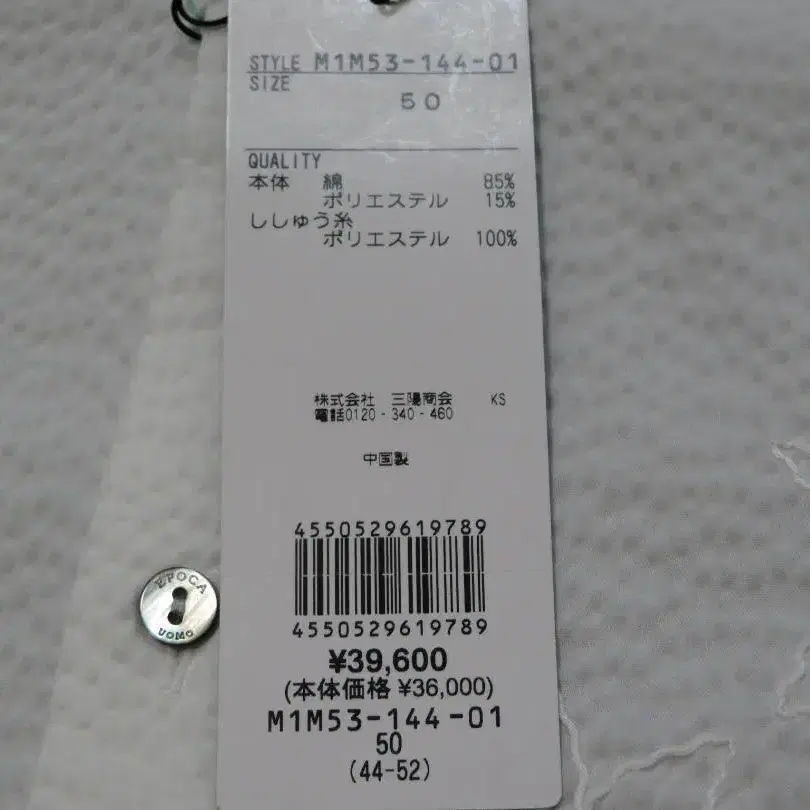 STYLE M1M53-144-01
SIZE
50
QUALITY
本体 綿 85%
ポリエステル 15%
ししゅう糸
ポリエステル 100%
株式会社 三陽商会 KS
電話0120-340-460
中国製
4550529619789
4550529619789
¥39,600
(本体価格 ¥36,000)
M1M53-144-01
50
(44-52)
EPOCA
UOMO